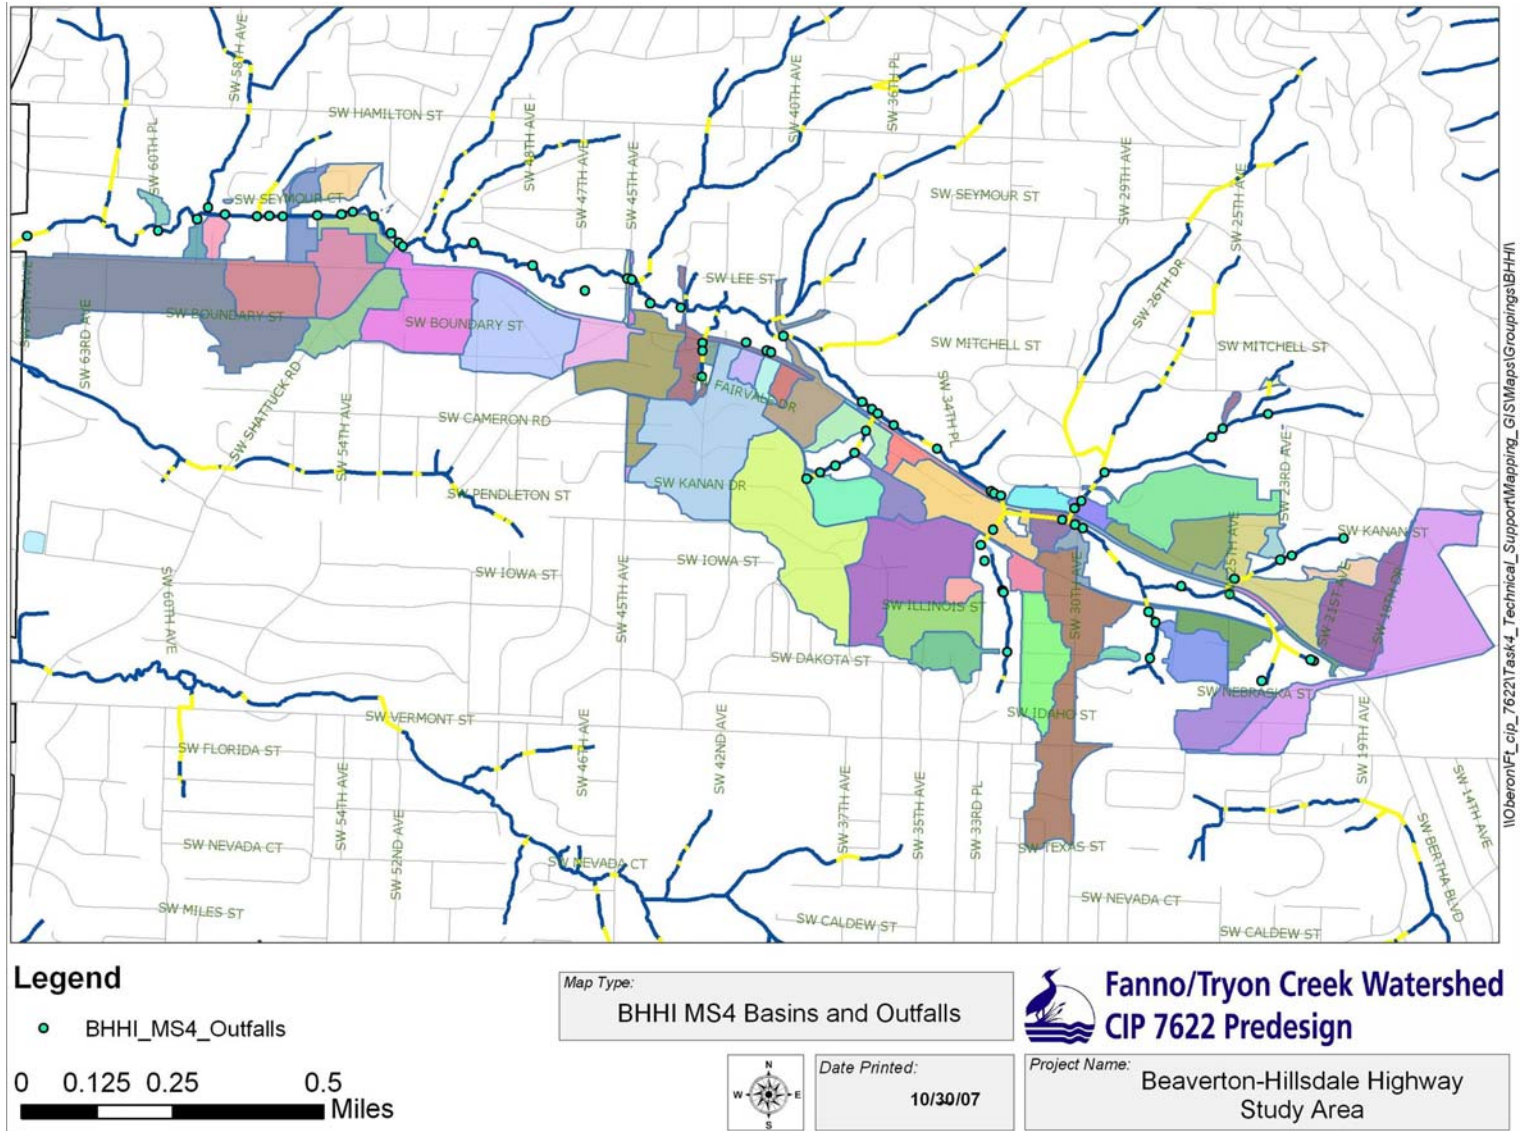 SW 58TH AVE
SW HAMILTON ST
SW 60TH PL
SW 48TH AVE
SW 47TH AVE
SW 45TH AVE
SW 40TH AVE
SW 36TH PL
SW SEYMOUR CT
SW SEYMOUR ST
SW 29TH AVE
SW 25TH AVE
SW LEE ST
SW 26TH DR
SW BOUNDARY ST
SW BOUNDARY ST
SW MITCHELL ST
SW MITCHELL ST
SW 63RD AVE
SW SHATTUCK RD
SW 54TH AVE
SW CAMERON RD
FAIRVALE DR
SW 34TH PL
SW 23RD AVE
SW PENDLETON ST
SW KANAN DR
SW KANAN ST
SW IOWA ST
SW IOWA ST
25TH AVE
SW 60TH AVE
SW 45TH AVE
SW ILLINOIS ST
SW 30TH AVE
SW 21ST AVE
SW 18TH DR
SW DAKOTA ST
SW NEBRASKA ST
SW VERMONT ST
SW IDAHO ST
SW FLORIDA ST
SW 46TH AVE
SW 42ND AVE
SW 19TH AVE
SW 54TH AVE
SW 52ND AVE
SW 37TH AVE
SW 35TH AVE
SW 33RD PL
SW 14TH AVE
SW NEVADA CT
SW NEVADA CT
SW TEXAS ST
SW BERTHA BLVD
SW MILES ST
SW CALDEW ST
SW NEVADA CT
SW CALDEW ST
\\Oberon\Ft_cip_7622\Task4_Technical_Support\Mapping_GIS\Maps\Groupings\BHHI\
Legend
BHHI_MS4_Outfalls
0 0.125 0.25 0.5
Miles
Map Type:
BHHI MS4 Basins and Outfalls
N
W E
S
Date Printed:
10/30/07
Fanno/Tryon Creek Watershed
CIP 7622 Predesign
Project Name:
Beaverton-Hillsdale Highway
Study Area